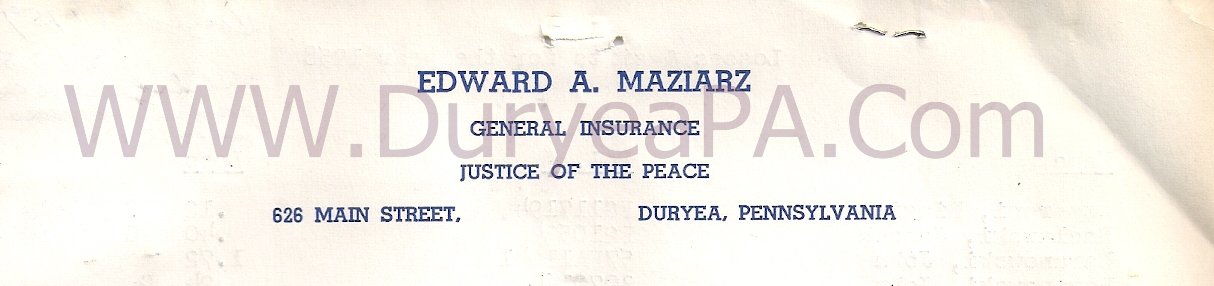 EDWARD A. MAZIARZ
WWW.DuryeaPA.Com
GENERAL INSURANCE
JUSTICE OF THE PEACE
626 MAIN STREET, DURYEA, PENNSYLVANIA